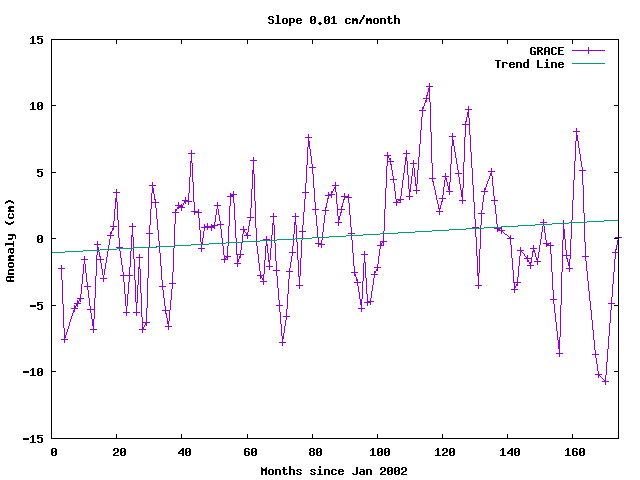 Slope 0.01 cm/month
GRACE
Trend Line
15
10
5
0
-5
-10
-15
Anomaly (cm)
0 20 40 60 80 100 120 140 160
Months since Jan 2002